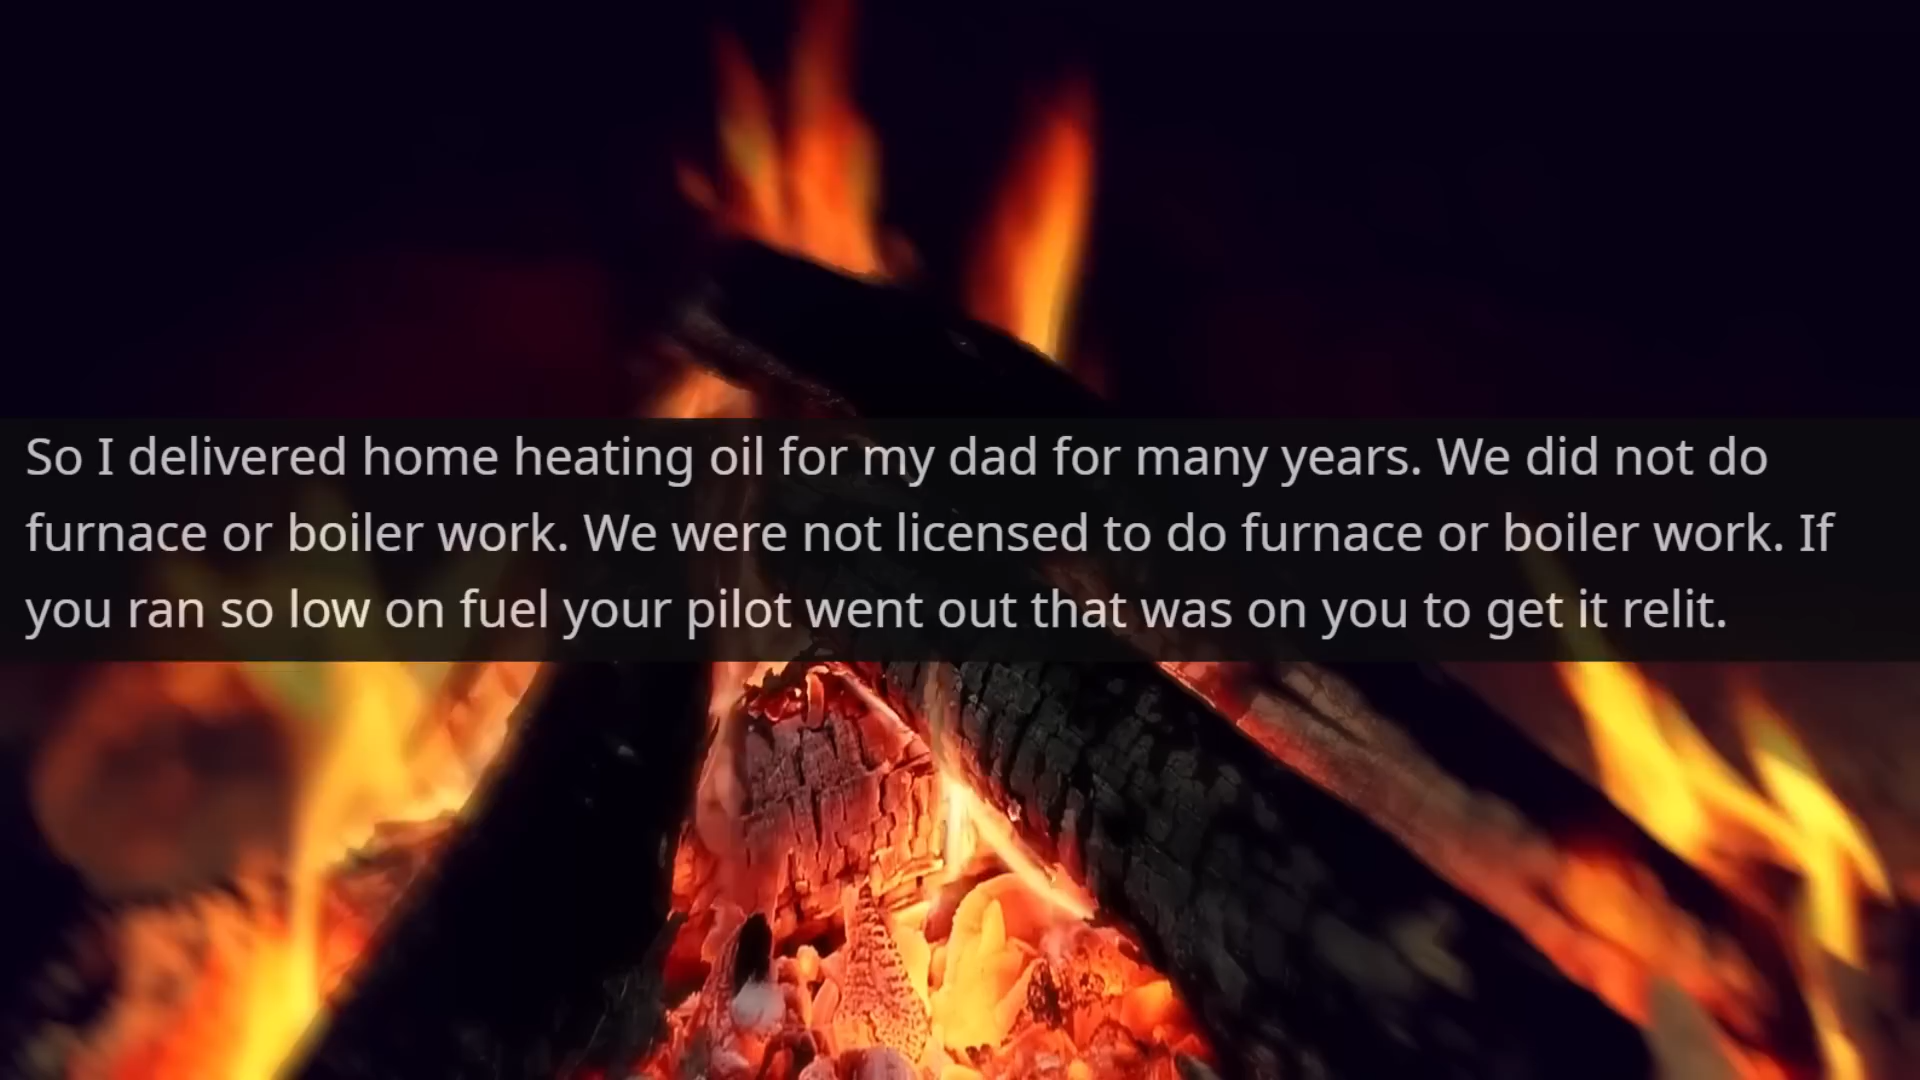 So I delivered home heating oil for my dad for many years. We did not do
furnace or boiler work. We were not licensed to do furnace or boiler work. If
you ran so low on fuel your pilot went out that was on you to get it relit.